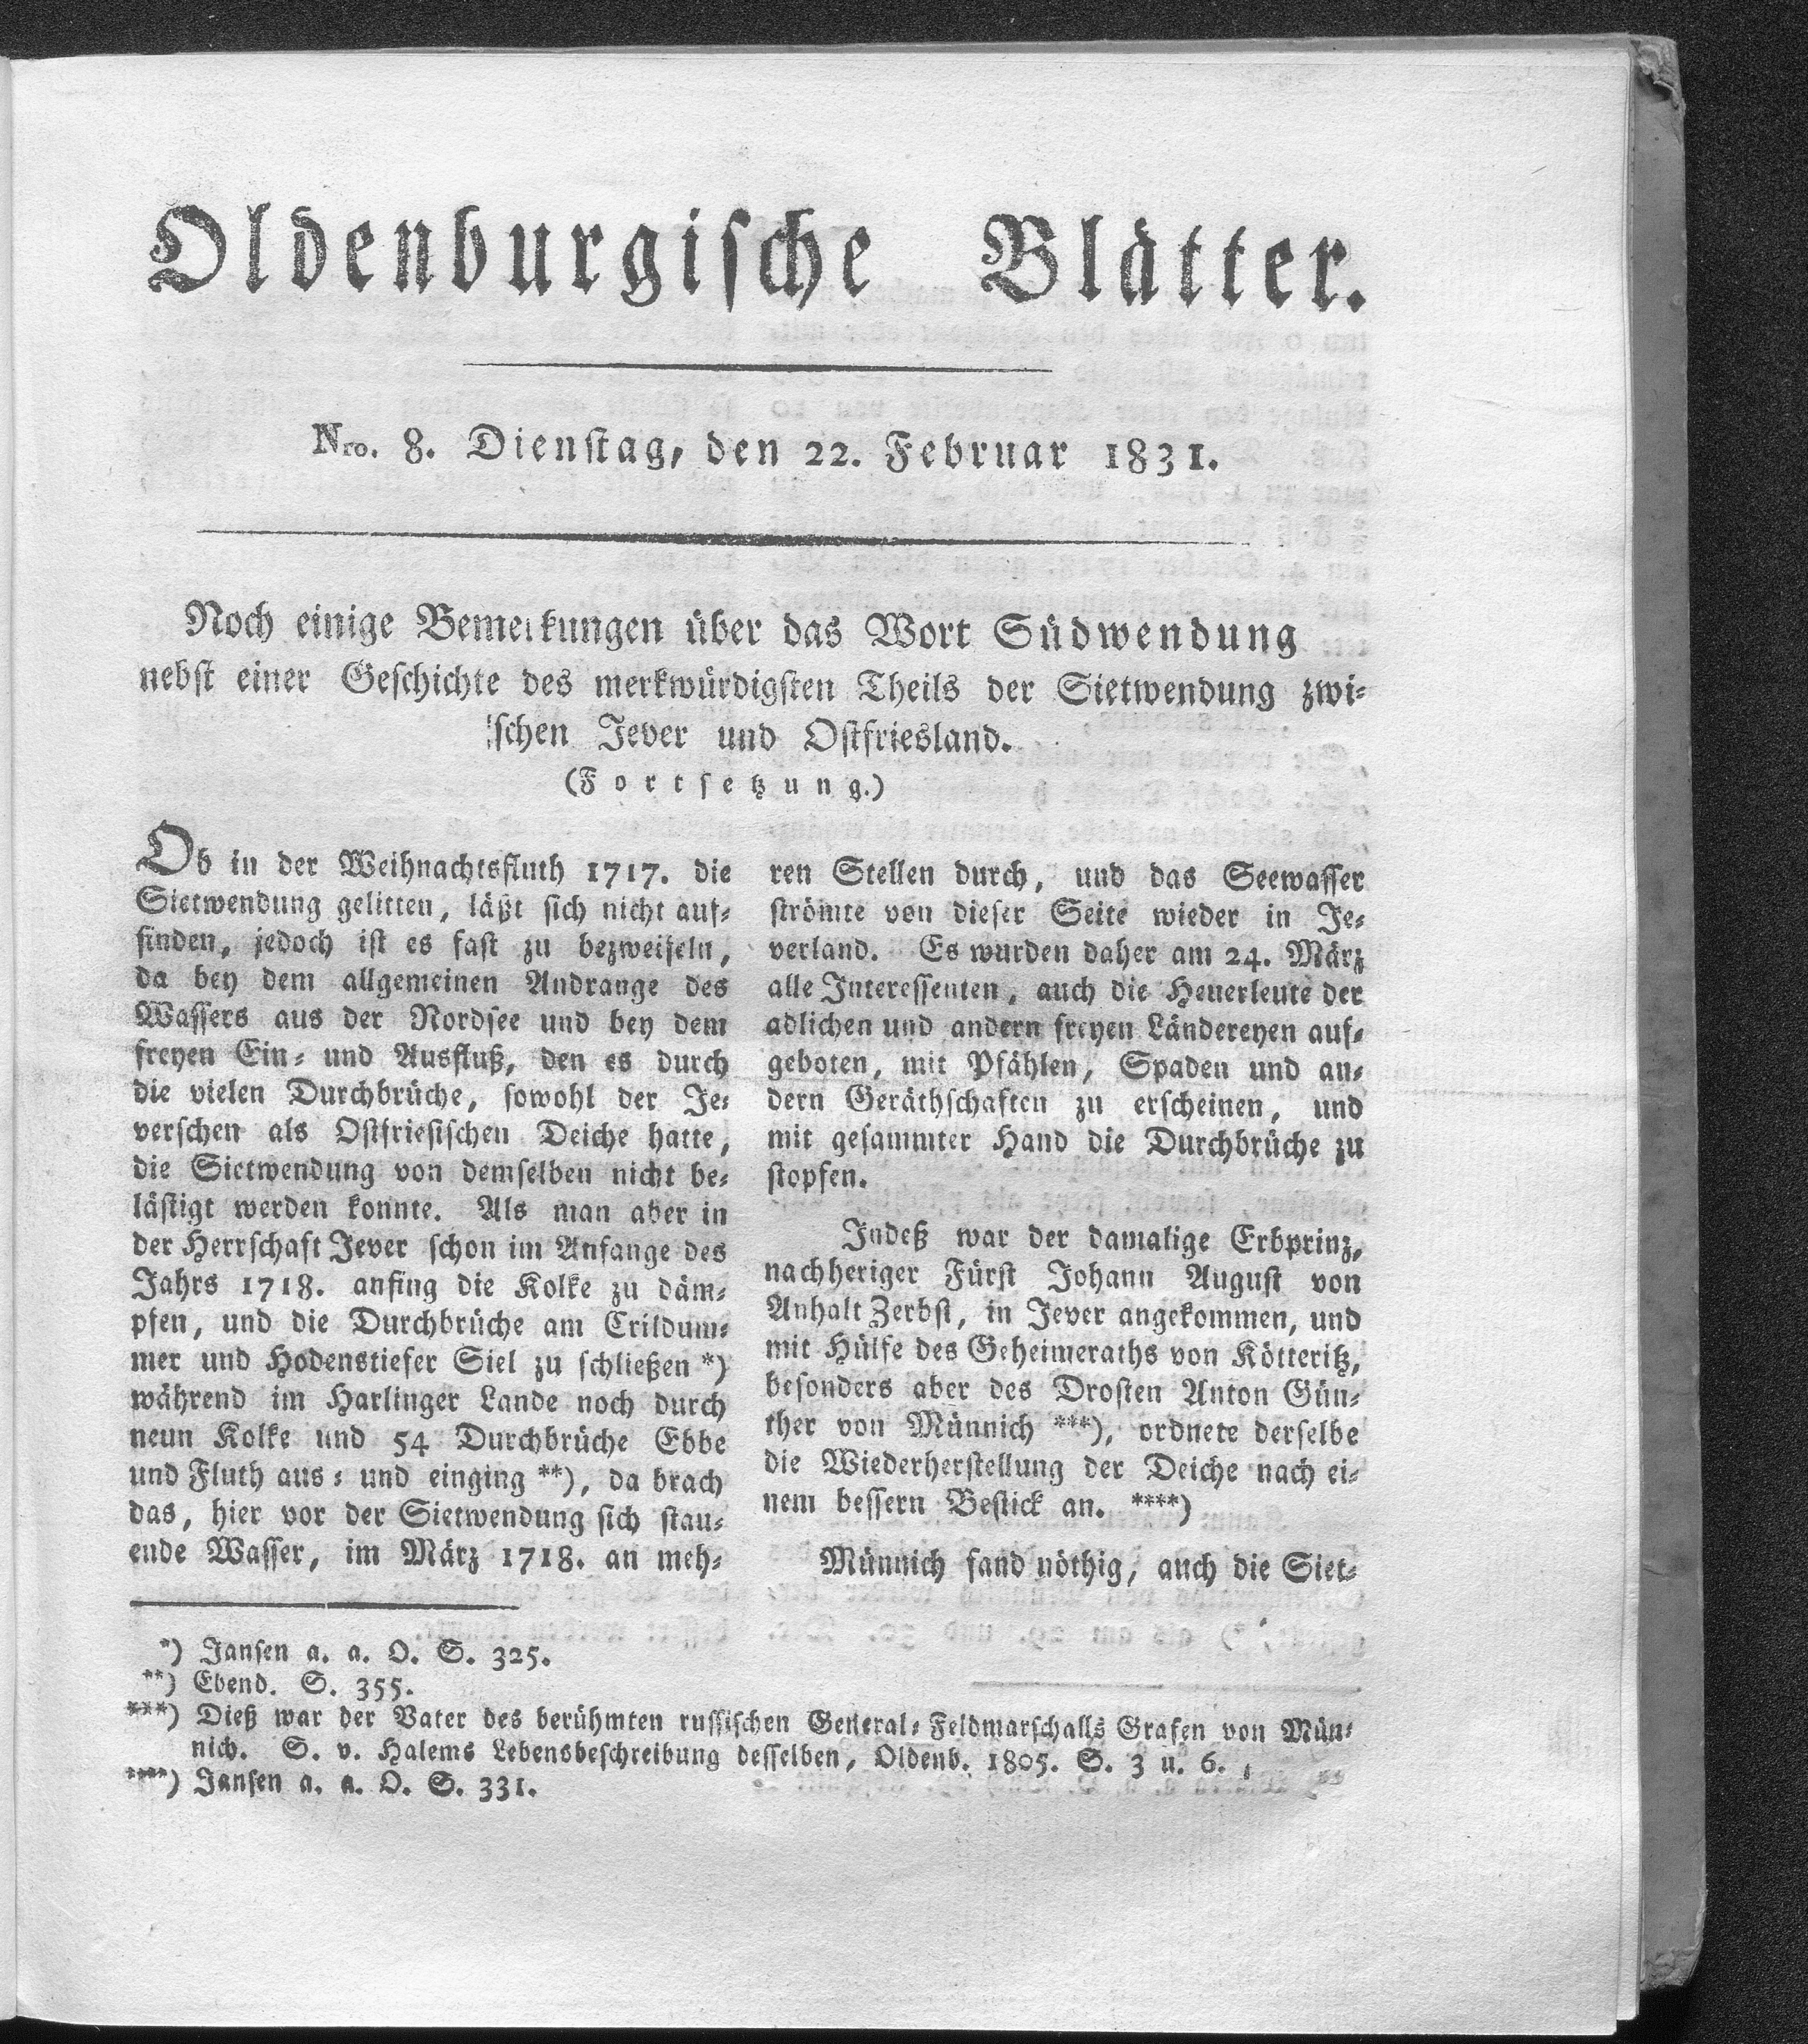 Oldenburgische Blätter.
Nro. 8. Dienstag, den 22. Februar 1831.
Noch einige Bemerkungen über das Wort Südwendung
nebst einer Geschichte des merkwürdigsten Theils der Sietwendung zwi-
schen Jever und Ostfriesland.
(Fortsetzung.)
Ob in der Weihnachtsfluth 1717. die
Sietwendung gelitten, läßt sich nicht auf-
finden, jedoch ist es fast zu bezweifeln,
da bey dem allgemeinen Andrange des
Wassers aus der Nordsee und bey dem
freyen Ein- und Ausfluß, den es durch
die vielen Durchbrüche, sowohl der Je-
verschen als Ostfriesischen Deiche hatte,
die Sietwendung von demselben nicht be-
lästigt werden konnte. Als man aber in
der Herrschaft Jever schon im Anfange des
Jahrs 1718. anfing die Kolke zu däm-
pfen, und die Durchbrüche am Crildum-
mer und Hodenstiefer Siel zu schließen *)
während im Harlinger Lande noch durch
neun Kolke und 54 Durchbrüche Ebbe
und Fluth aus- und einging **), da brach
das, hier vor der Sietwendung sich stau-
ende Wasser, im März 1718. an meh-
ren Stellen durch, und das Seewasser
strömte von dieser Seite wieder in Je-
verland. Es wurden daher am 24. März
alle Interessenten, auch die Heuerleute der
adlichen und andern freyen Ländereyen auf-
geboten, mit Pfählen, Spaden und an-
dern Geräthschaften zu erscheinen, und
mit gesammter Hand die Durchbrüche zu
stopfen.
Indeß war der damalige Erbprinz,
nachheriger Fürst Johann August von
Anhalt Zerbst, in Jever angekommen, und
mit Hülfe des Geheimeraths von Kötteritz,
besonders aber des Drosten Anton Gün-
ther von Münnich ***), ordnete derselbe
die Wiederherstellung der Deiche nach ei-
nem bessern Bestick an. ****)
Münnich fand nöthig, auch die Siet-
*) Jansen a. a. O. S. 325.
**) Ebend. S. 355.
***) Dieß war der Vater des berühmten russischen General-Feldmarschalls Grafen von Mün-
nich. S. v. Halems Lebensbeschreibung desselben, Oldenb. 1805. S. 3 u. 6.
****) Jansen a. a. O. S. 331.